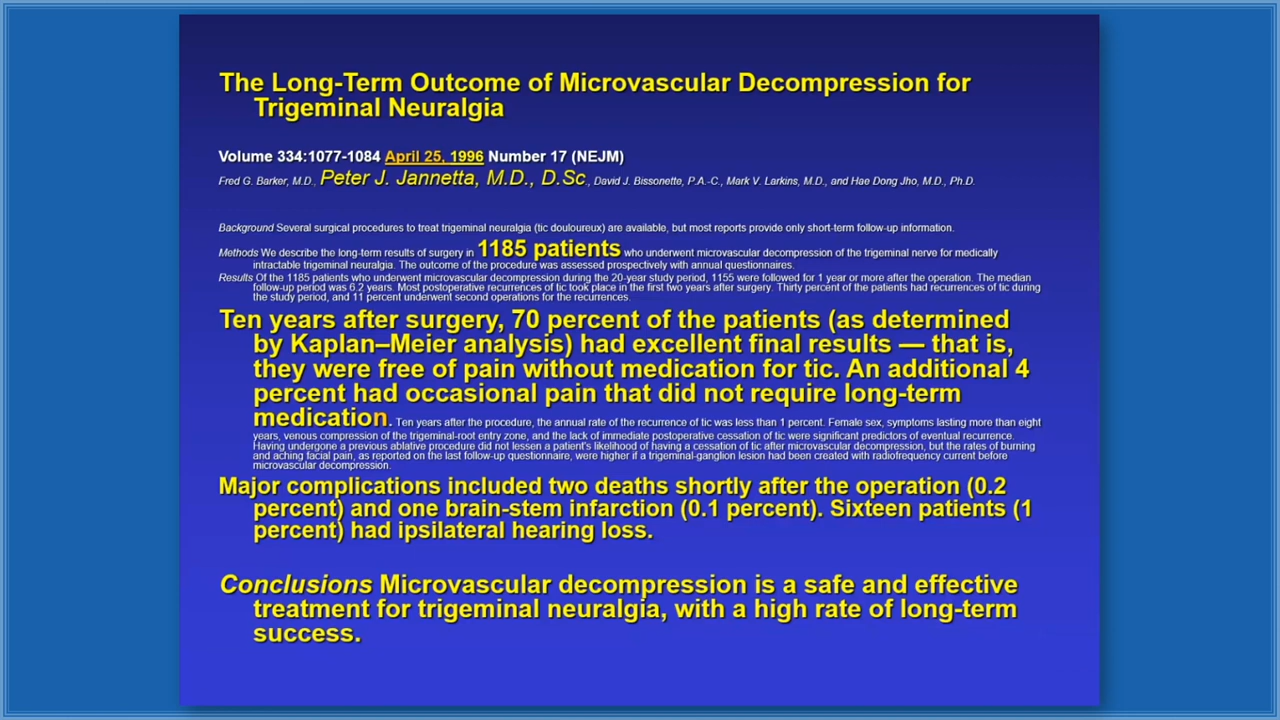 The Long-Term Outcome of Microvascular Decompression for
Trigeminal Neuralgia
Volume 334:1077-1084 April 25, 1996 Number 17 (NEJM)
Fred G. Barker, M.D., Peter J. Jannetta, M.D., D.Sc., David J. Bissonette, P.A.-C., Mark V. Larkins, M.D., and Hae Dong Jho, M.D., Ph.D.
Background Several surgical procedures to treat trigeminal neuralgia (tic douloureux) are available, but most reports provide only short-term follow-up information.
Methods We describe the long-term results of surgery in 1185 patients who underwent microvascular decompression of the trigeminal nerve for medically
intractable trigeminal neuralgia. The outcome of the procedure was assessed prospectively with annual questionnaires.
Results Of the 1185 patients who underwent microvascular decompression during the 20-year study period, 1155 were followed for 1 year or more after the operation. The median
follow-up period was 6.2 years. Most postoperative recurrences of tic took place in the first two years after surgery. Thirty percent of the patients had recurrences of tic during
the study period, and 11 percent underwent second operations for the recurrences.
Ten years after surgery, 70 percent of the patients (as determined
by Kaplan–Meier analysis) had excellent final results — that is,
they were free of pain without medication for tic. An additional 4
percent had occasional pain that did not require long-term
medication. Ten years after the procedure, the annual rate of the recurrence of tic was less than 1 percent. Female sex, symptoms lasting more than eight
years, venous compression of the trigeminal-root entry zone, and the lack of immediate postoperative cessation of tic were significant predictors of eventual recurrence.
Having undergone a previous ablative procedure did not lessen a patient's likelihood of having a cessation of tic after microvascular decompression, but the rates of burning
and aching facial pain, as reported on the last follow-up questionnaire, were higher if a trigeminal-ganglion lesion had been created with radiofrequency current before
microvascular decompression.
Major complications included two deaths shortly after the operation (0.2
percent) and one brain-stem infarction (0.1 percent). Sixteen patients (1
percent) had ipsilateral hearing loss.
Conclusions Microvascular decompression is a safe and effective
treatment for trigeminal neuralgia, with a high rate of long-term
success.